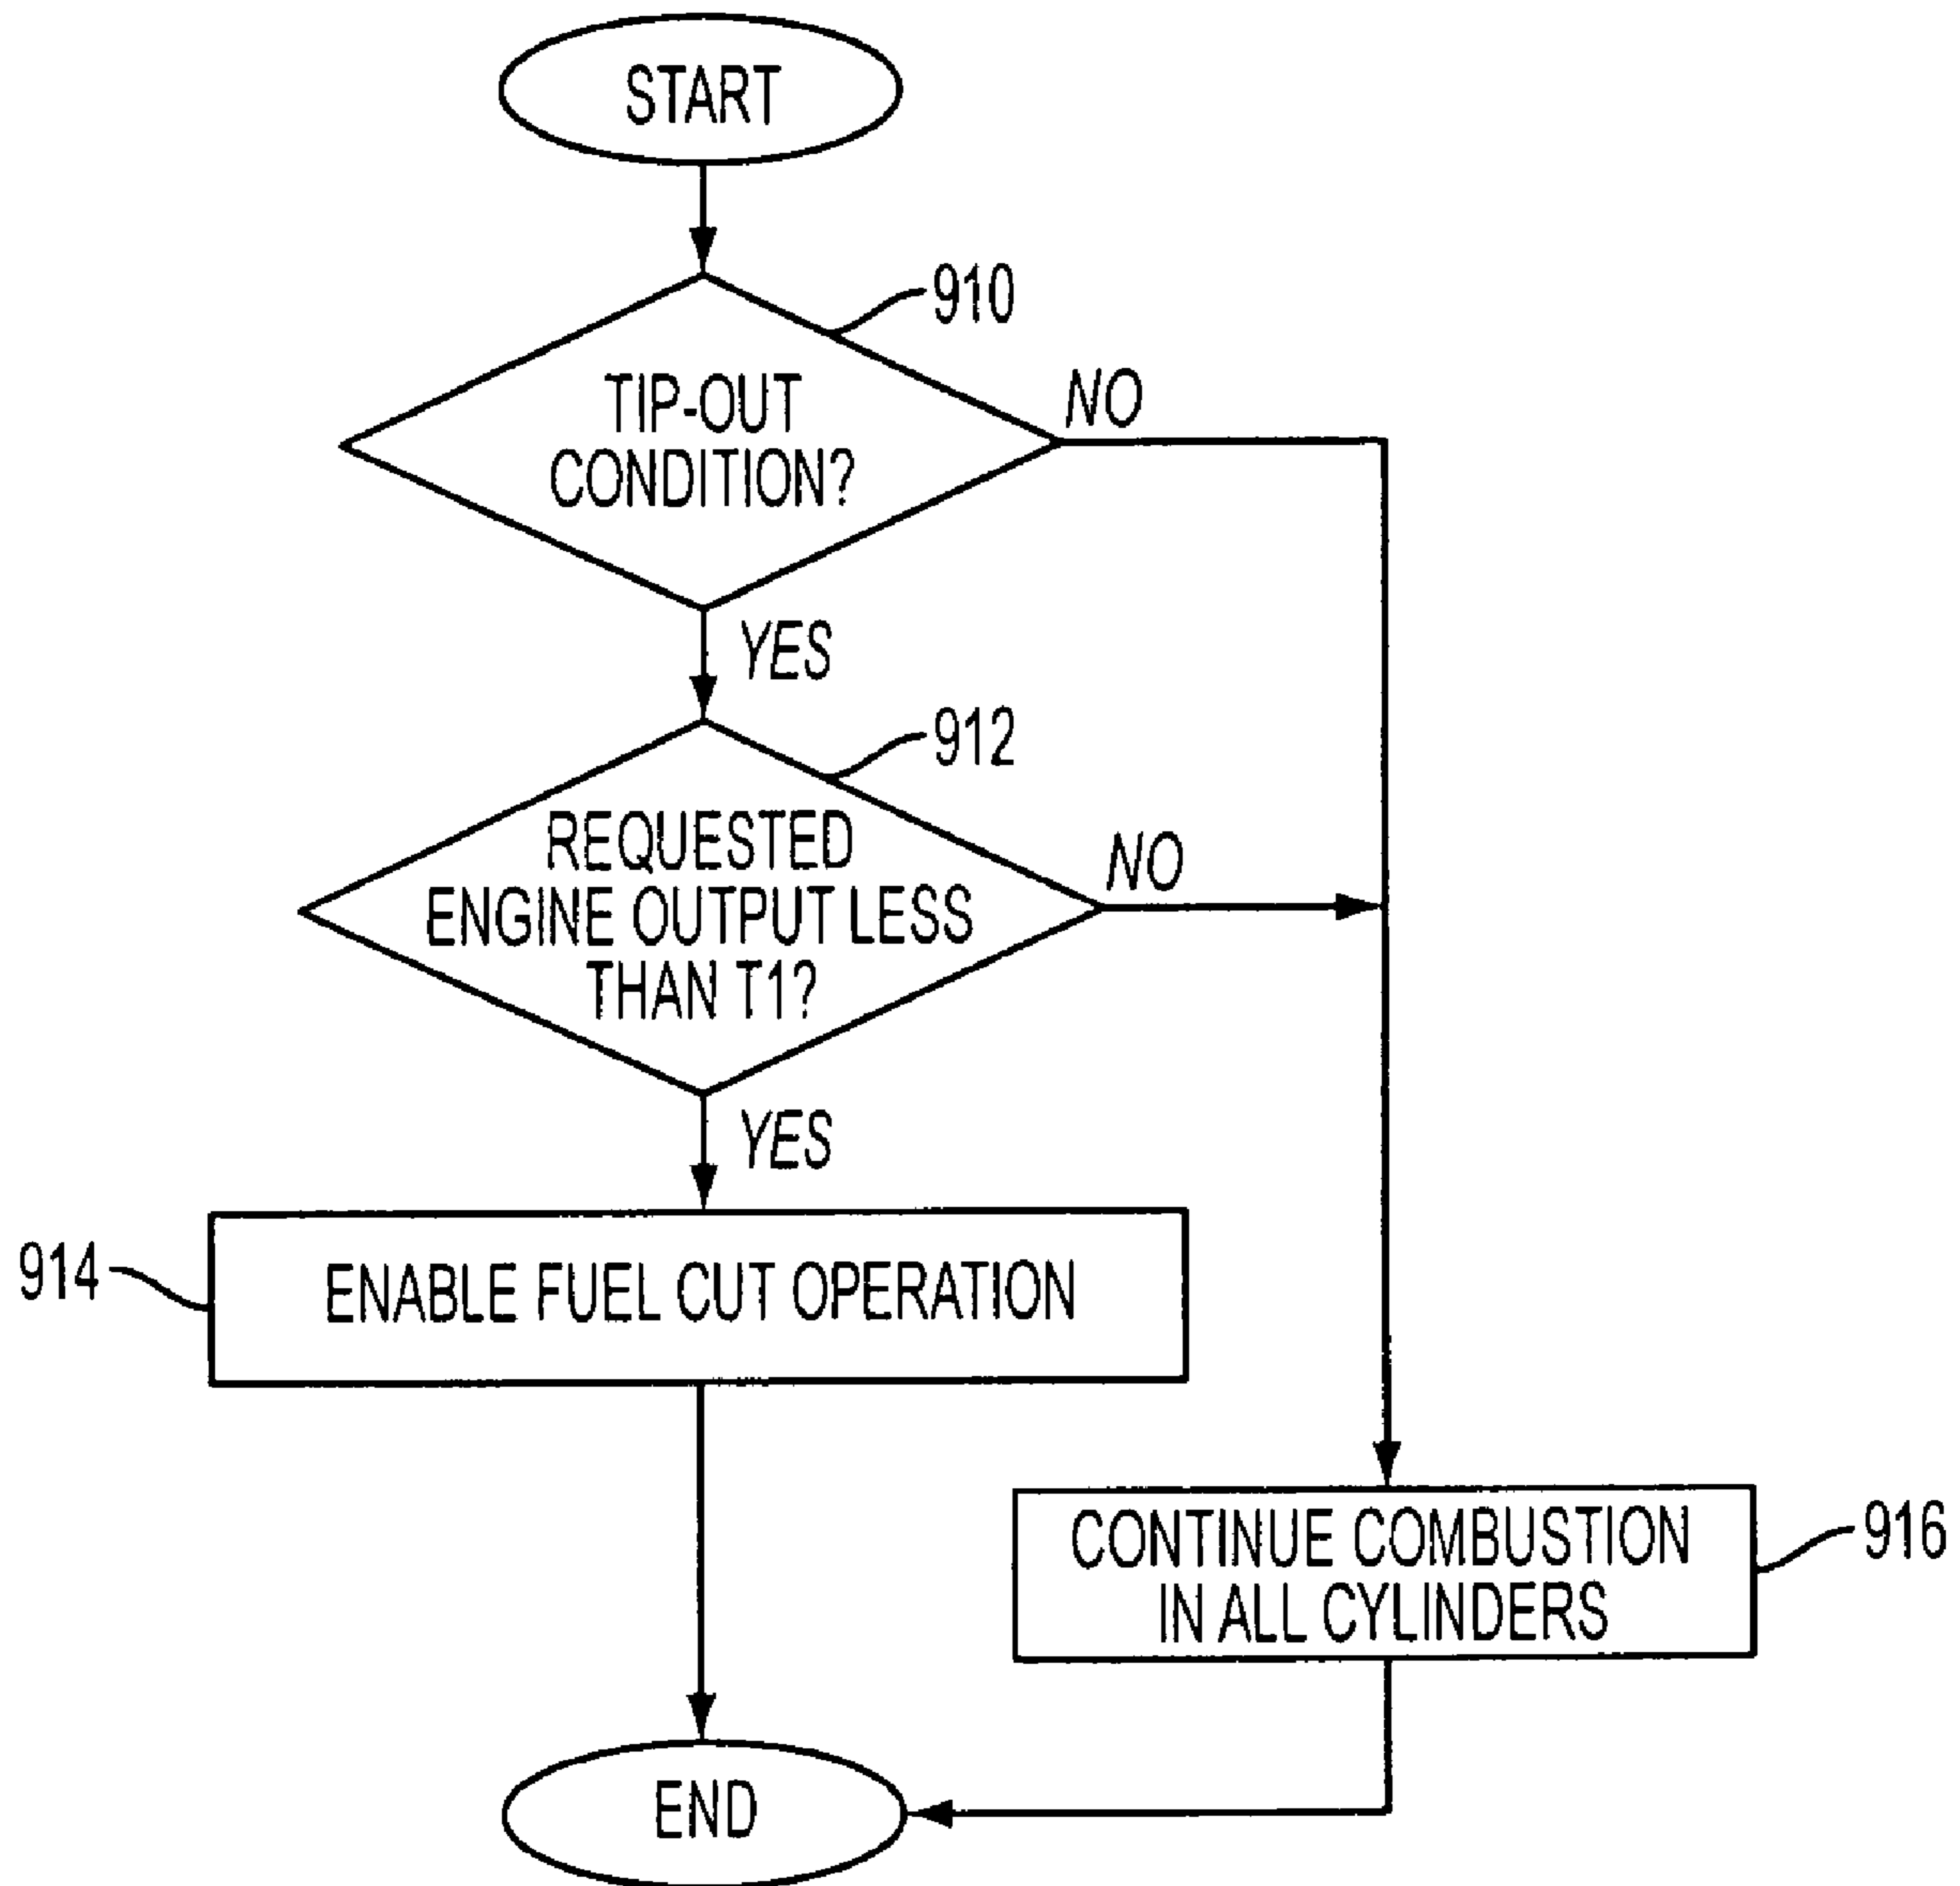 START
910
TIP-OUT
CONDITION?
NO
YES
912
REQUESTED
ENGINE OUTPUT LESS
THAN T1?
NO
YES
914
ENABLE FUEL CUT OPERATION
CONTINUE COMBUSTION
IN ALL CYLINDERS
916
END